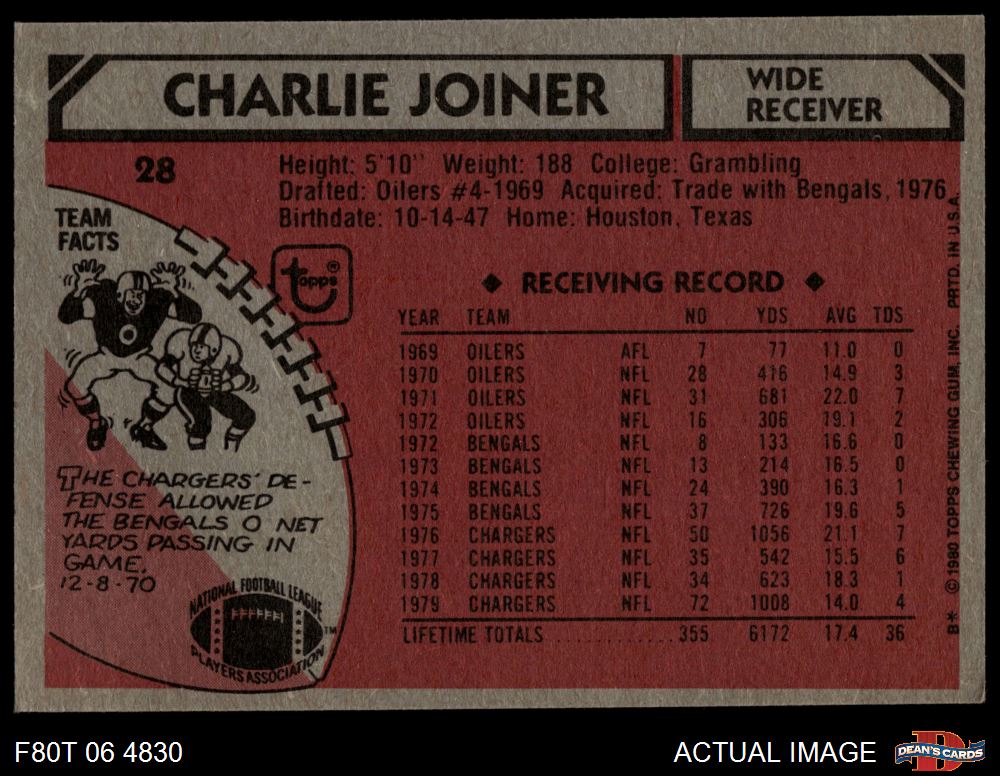 CHARLIE JOINER
WIDE
RECEIVER
28
Height: 5'10" Weight: 188 College: Grambling
Drafted: Oilers #4-1969 Acquired: Trade with Bengals, 1976
Birthdate: 10-14-47 Home: Houston, Texas
TEAM
FACTS
topps®
THE CHARGERS' DE-
FENSE ALLOWED
THE BENGALS 0 NET
YARDS PASSING IN
GAME.
12-8-70
NATIONAL FOOTBALL LEAGUE
PLAYERS ASSOCIATION
TM
◆ RECEIVING RECORD ◆
YEAR TEAM NO YDS AVG TDS
1969 OILERS AFL 7 77 11.0 0
1970 OILERS NFL 28 416 14.9 3
1971 OILERS NFL 31 681 22.0 7
1972 OILERS NFL 16 306 19.1 2
1972 BENGALS NFL 8 133 16.6 0
1973 BENGALS NFL 13 214 16.5 0
1974 BENGALS NFL 24 390 16.3 1
1975 BENGALS NFL 37 726 19.6 5
1976 CHARGERS NFL 50 1056 21.1 7
1977 CHARGERS NFL 35 542 15.5 6
1978 CHARGERS NFL 34 623 18.3 1
1979 CHARGERS NFL 72 1008 14.0 4
LIFETIME TOTALS ............ 355 6172 17.4 36
B* © 1980 TOPPS CHEWING GUM, INC. PRTD. IN U.S.A.
F80T 06 4830
ACTUAL IMAGE
DEAN'S CARDS